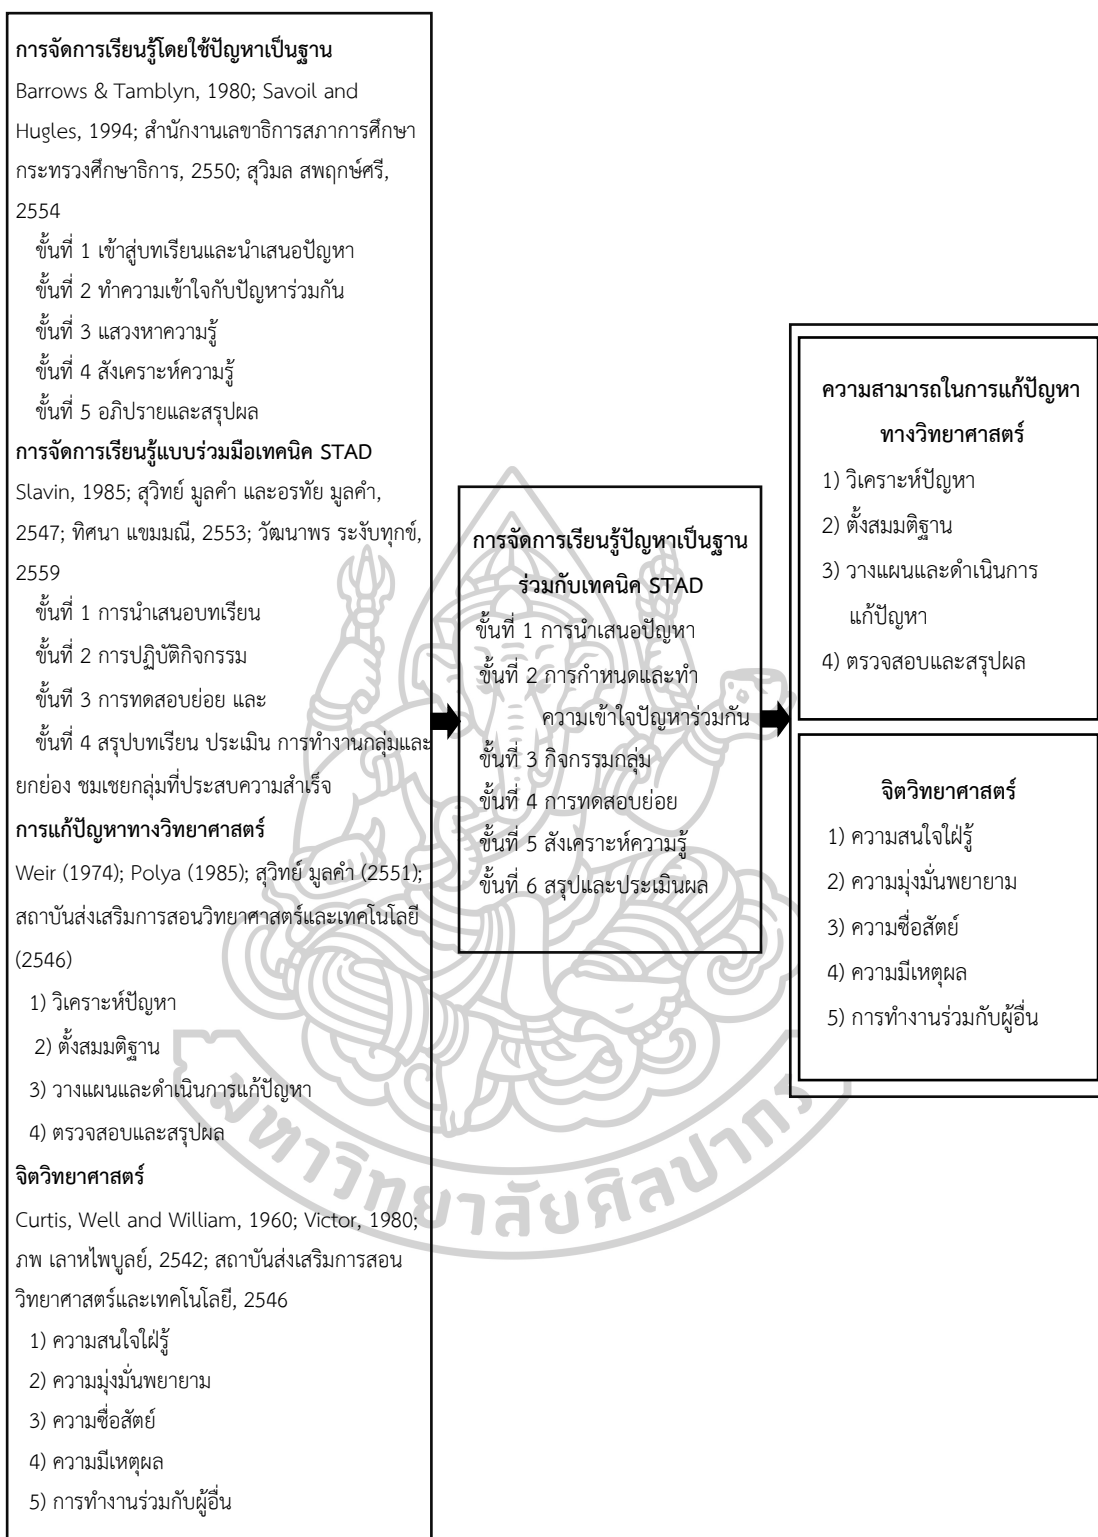 การจัดการเรียนรู้โดยใช้ปัญหาเป็นฐาน
Barrows & Tamblyn, 1980; Savoil and
Hugles, 1994; สำนักงานเลขาธิการสภาการศึกษา
กระทรวงศึกษาธิการ, 2550; สุวิมล สพฤกษ์ศรี,
2554
ขั้นที่ 1 เข้าสู่บทเรียนและนำเสนอปัญหา
ขั้นที่ 2 ทำความเข้าใจกับปัญหาร่วมกัน
ขั้นที่ 3 แสวงหาความรู้
ขั้นที่ 4 สังเคราะห์ความรู้
ขั้นที่ 5 อภิปรายและสรุปผล
การจัดการเรียนรู้แบบร่วมมือเทคนิค STAD
Slavin, 1985; สุวิทย์ มูลคำ และอรทัย มูลคำ,
2547; ทิศนา แขมมณี, 2553; วัฒนาพร ระงับทุกข์,
2559
ขั้นที่ 1 การนำเสนอบทเรียน
ขั้นที่ 2 การปฏิบัติกิจกรรม
ขั้นที่ 3 การทดสอบย่อย และ
ขั้นที่ 4 สรุปบทเรียน ประเมิน การทำงานกลุ่มและ
ยกย่อง ชมเชยกลุ่มที่ประสบความสำเร็จ
การแก้ปัญหาทางวิทยาศาสตร์
Weir (1974); Polya (1985); สุวิทย์ มูลคำ (2551);
สถาบันส่งเสริมการสอนวิทยาศาสตร์และเทคโนโลยี
(2546)
1) วิเคราะห์ปัญหา
2) ตั้งสมมติฐาน
3) วางแผนและดำเนินการแก้ปัญหา
4) ตรวจสอบและสรุปผล
จิตวิทยาศาสตร์
Curtis, Well and William, 1960; Victor, 1980;
ภพ เลาหไพบูลย์, 2542; สถาบันส่งเสริมการสอน
วิทยาศาสตร์และเทคโนโลยี, 2546
1) ความสนใจใฝ่รู้
2) ความมุ่งมั่นพยายาม
3) ความซื่อสัตย์
4) ความมีเหตุผล
5) การทำงานร่วมกับผู้อื่น
การจัดการเรียนรู้ปัญหาเป็นฐาน
ร่วมกับเทคนิค STAD
ขั้นที่ 1 การนำเสนอปัญหา
ขั้นที่ 2 การกำหนดและทำ
ความเข้าใจปัญหาร่วมกัน
ขั้นที่ 3 กิจกรรมกลุ่ม
ขั้นที่ 4 การทดสอบย่อย
ขั้นที่ 5 สังเคราะห์ความรู้
ขั้นที่ 6 สรุปและประเมินผล
ความสามารถในการแก้ปัญหา
ทางวิทยาศาสตร์
1) วิเคราะห์ปัญหา
2) ตั้งสมมติฐาน
3) วางแผนและดำเนินการ
แก้ปัญหา
4) ตรวจสอบและสรุปผล
จิตวิทยาศาสตร์
1) ความสนใจใฝ่รู้
2) ความมุ่งมั่นพยายาม
3) ความซื่อสัตย์
4) ความมีเหตุผล
5) การทำงานร่วมกับผู้อื่น
มหาวิทยาลัยศิลปากร